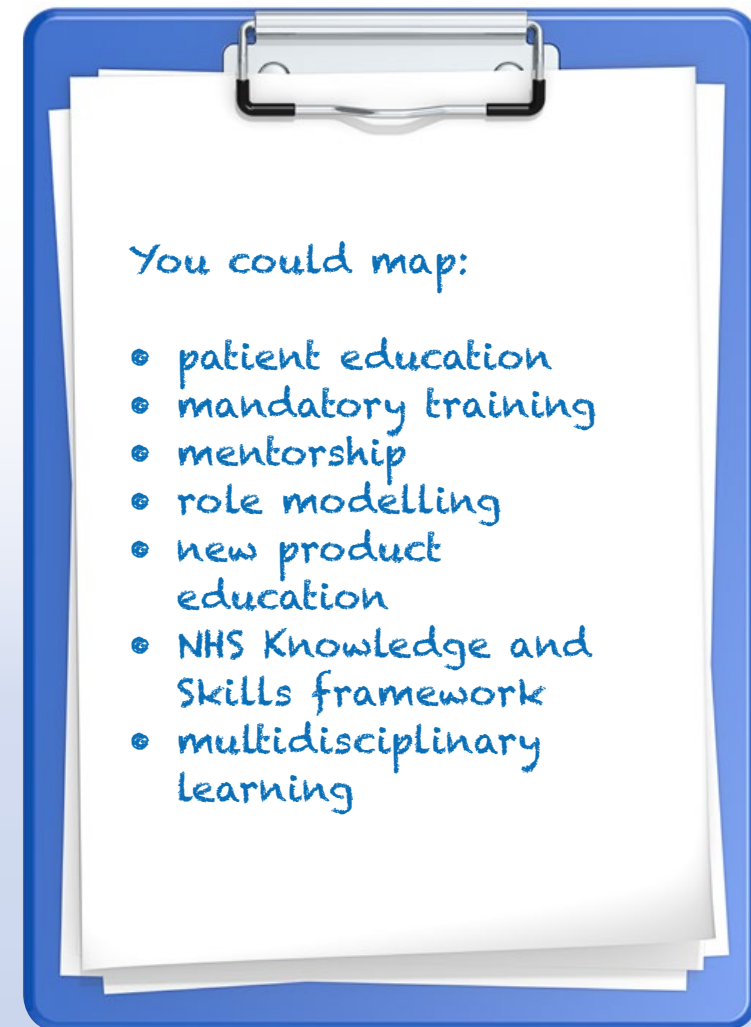 You could map:
• patient education
• mandatory training
• mentorship
• role modelling
• new product
education
• NHS Knowledge and
Skills framework
• multidisciplinary
learning